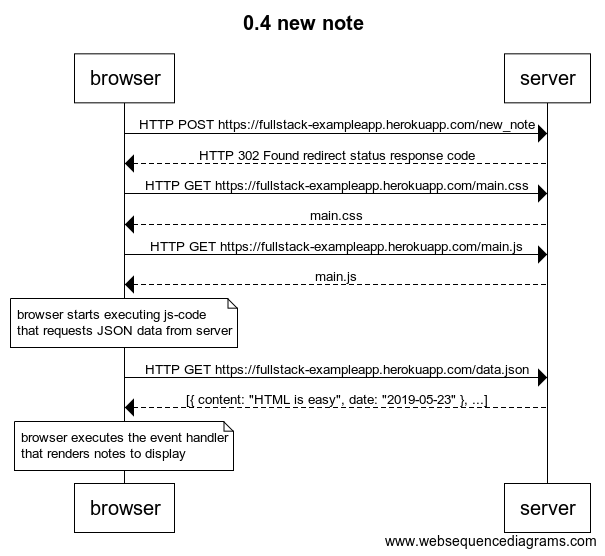 0.4 new note
browser
server
HTTP POST https://fullstack-exampleapp.herokuapp.com/new_note
HTTP 302 Found redirect status response code
HTTP GET https://fullstack-exampleapp.herokuapp.com/main.css
main.css
HTTP GET https://fullstack-exampleapp.herokuapp.com/main.js
main.js
browser starts executing js-code
that requests JSON data from server
HTTP GET https://fullstack-exampleapp.herokuapp.com/data.json
[{ content: "HTML is easy", date: "2019-05-23" }, ...]
browser executes the event handler
that renders notes to display
browser
server
www.websequencediagrams.com